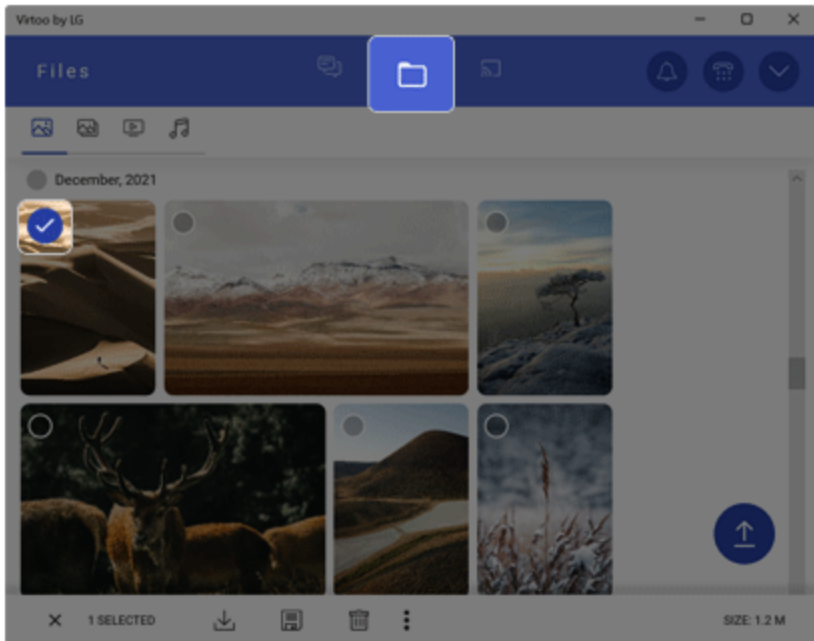 Virtoo by LG
Files
December, 2021
1 SELECTED
SIZE: 1.2 M